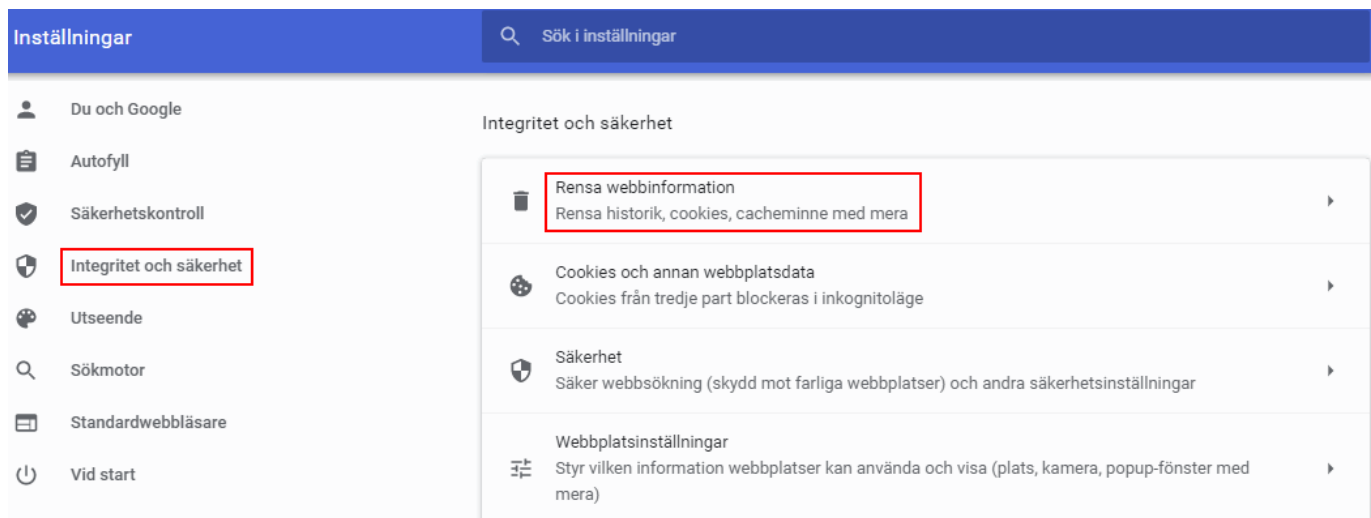 Inställningar
Sök i inställningar
Du och Google
Autofyll
Säkerhetskontroll
Integritet och säkerhet
Utseende
Sökmotor
Standardwebbläsare
Vid start
Integritet och säkerhet
Rensa webbinformation
Rensa historik, cookies, cacheminne med mera
Cookies och annan webbplatsdata
Cookies från tredje part blockeras i inkognitoläge
Säkerhet
Säker webbsökning (skydd mot farliga webbplatser) och andra säkerhetsinställningar
Webbplatsinställningar
Styr vilken information webbplatser kan använda och visa (plats, kamera, popup-fönster med
mera)